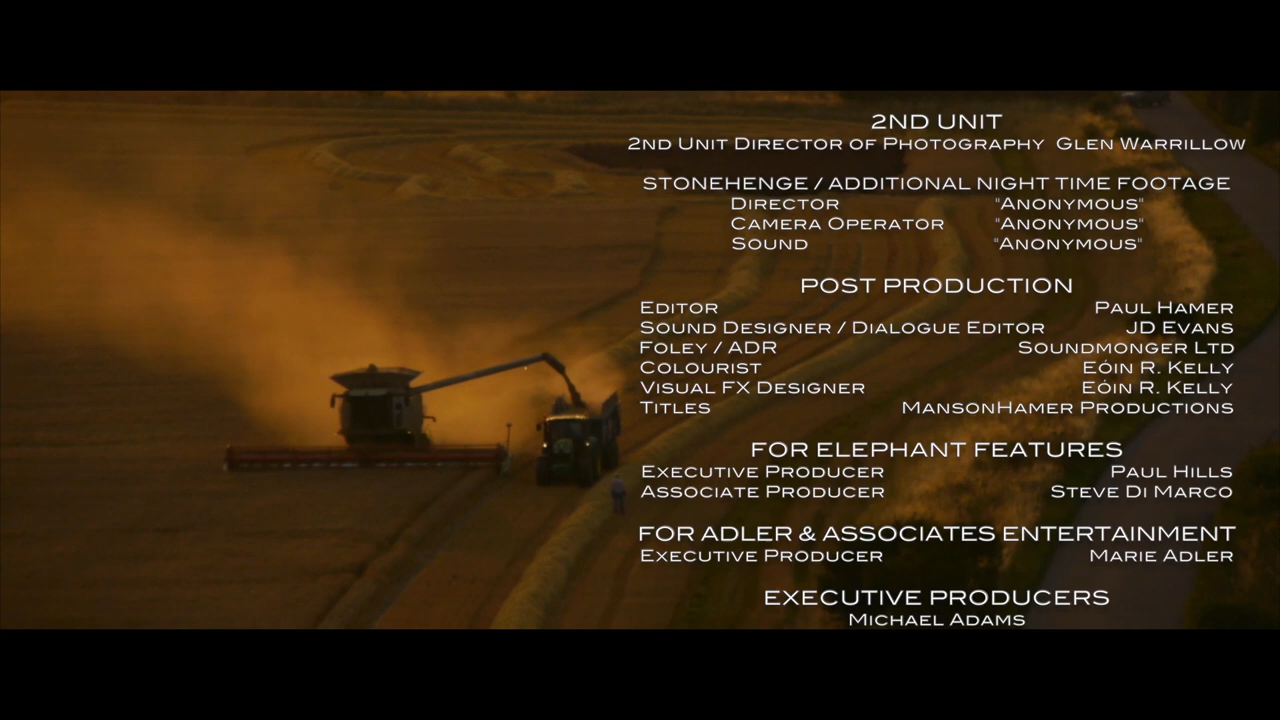 2ND UNIT
2ND UNIT DIRECTOR OF PHOTOGRAPHY GLEN WARRILLOW
STONEHENGE / ADDITIONAL NIGHT TIME FOOTAGE
DIRECTOR "ANONYMOUS"
CAMERA OPERATOR "ANONYMOUS"
SOUND "ANONYMOUS"
POST PRODUCTION
EDITOR PAUL HAMER
SOUND DESIGNER / DIALOGUE EDITOR JD EVANS
FOLEY / ADR SOUNDMONGER LTD
COLOURIST EÓIN R. KELLY
VISUAL FX DESIGNER EÓIN R. KELLY
TITLES MANSONHAMER PRODUCTIONS
FOR ELEPHANT FEATURES
EXECUTIVE PRODUCER PAUL HILLS
ASSOCIATE PRODUCER STEVE DI MARCO
FOR ADLER & ASSOCIATES ENTERTAINMENT
EXECUTIVE PRODUCER MARIE ADLER
EXECUTIVE PRODUCERS
MICHAEL ADAMS